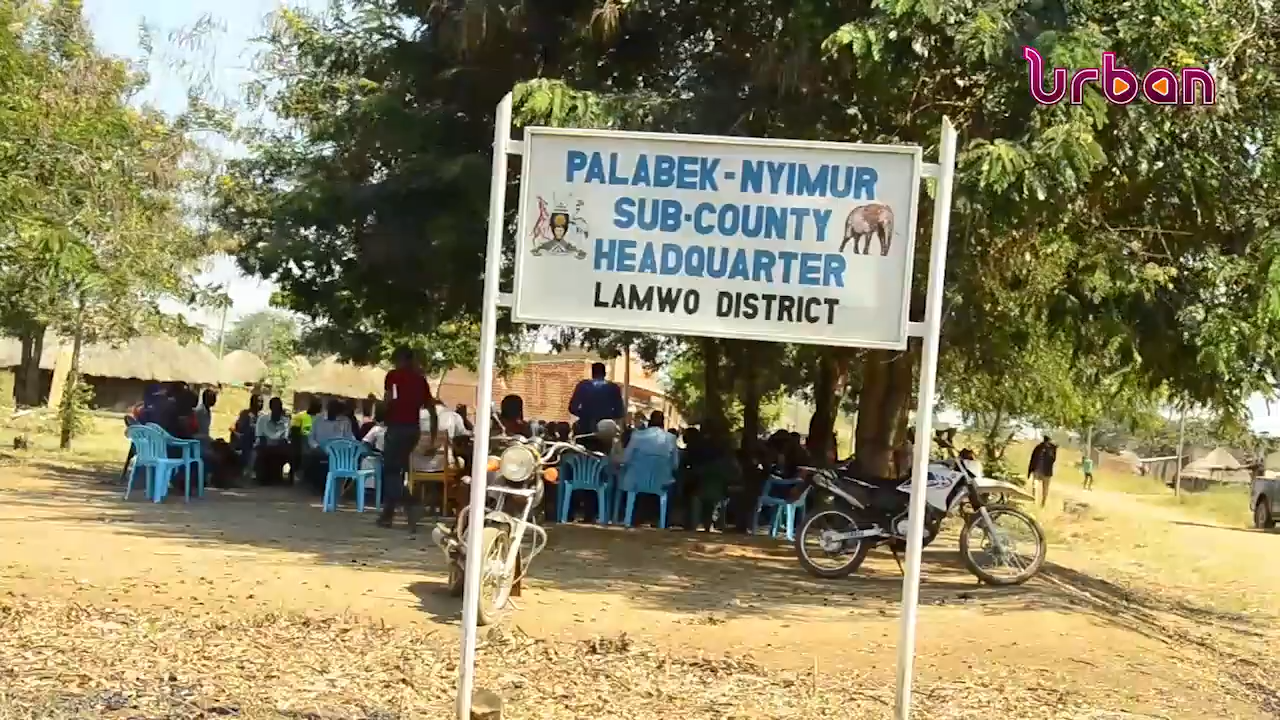 Urban
PALABEK-NYIMUR
SUB-COUNTY
HEADQUARTER
LAMWO DISTRICT